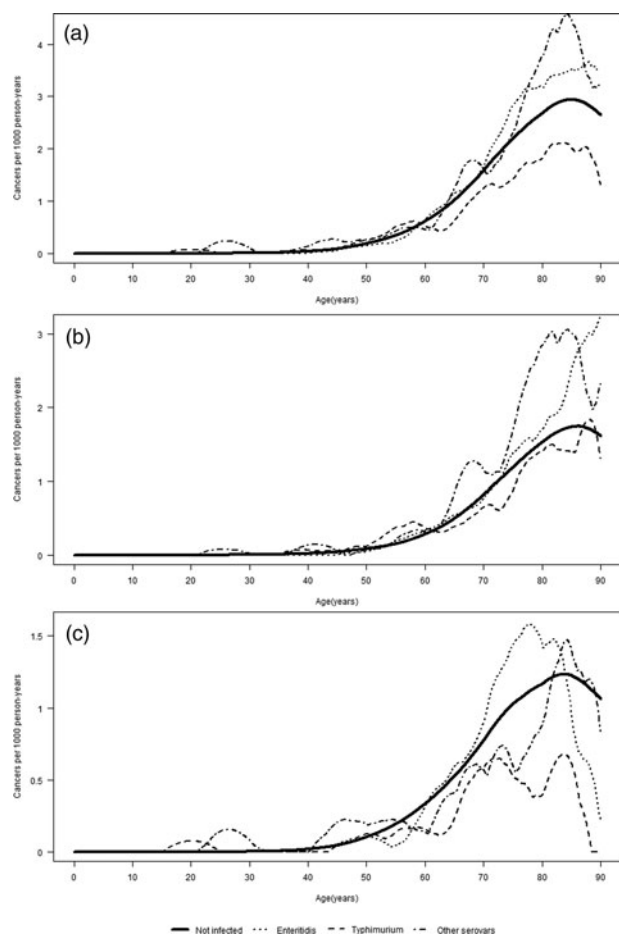 (a)
Cancers per 1000 person-years
4
3
2
1
0
0 10 20 30 40 50 60 70 80 90
Age(years)
(b)
Cancers per 1000 person-years
3
2
1
0
0 10 20 30 40 50 60 70 80 90
Age(years)
(c)
Cancers per 1000 person-years
1.5
1
0.5
0
0 10 20 30 40 50 60 70 80 90
Age(years)
Not infected Enteritidis Typhimurium Other serovars